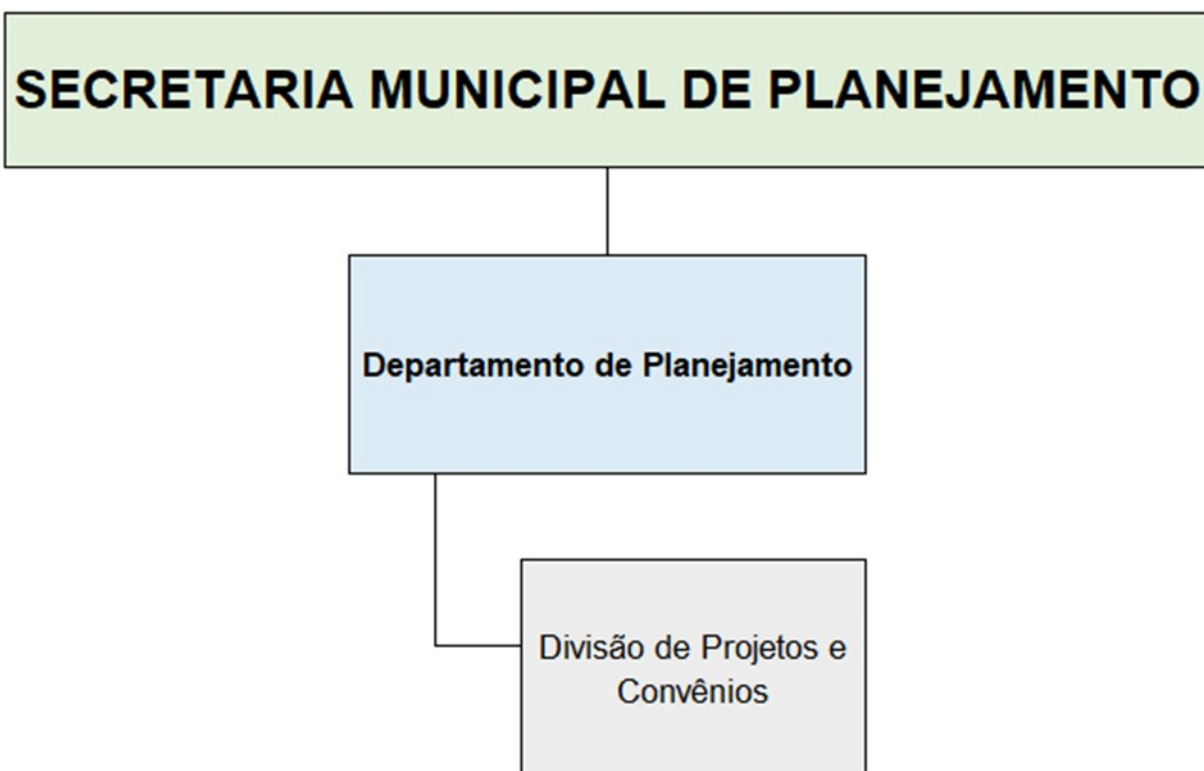 SECRETARIA MUNICIPAL DE PLANEJAMENTO
Departamento de Planejamento
Divisão de Projetos e
Convênios